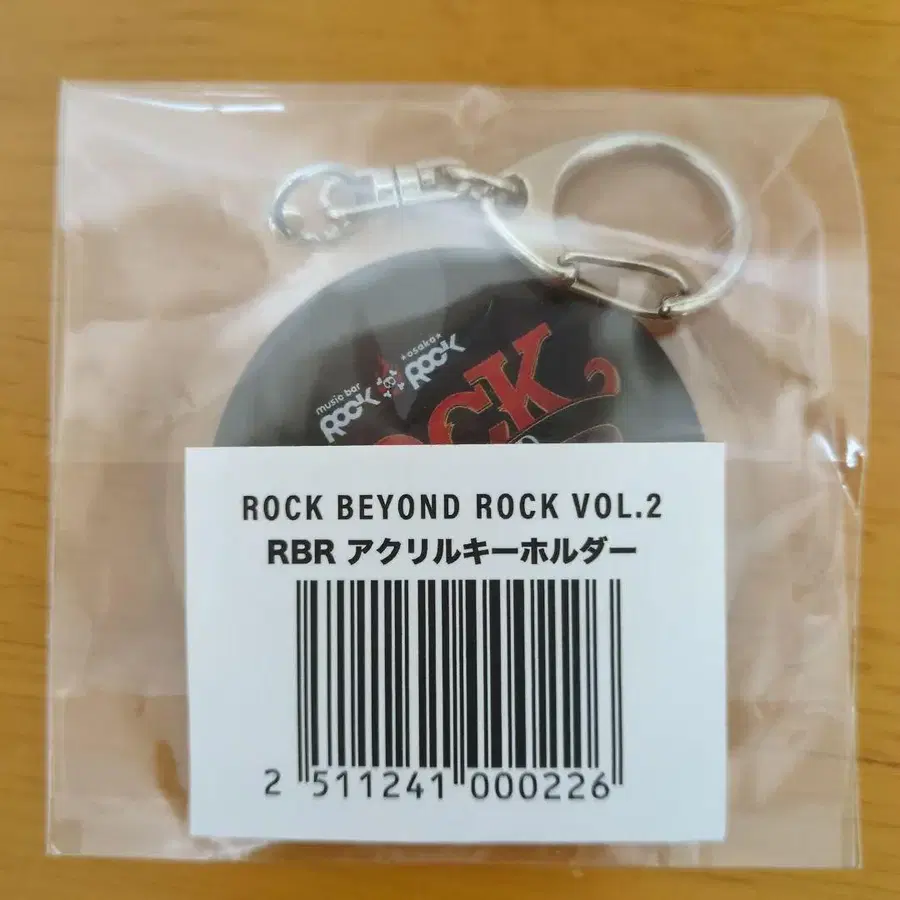 music bar
ROCK
*osaka*
ROCK
ROCK
ROCK BEYOND ROCK VOL.2
RBR アクリルキーホルダー
2 511241 000226